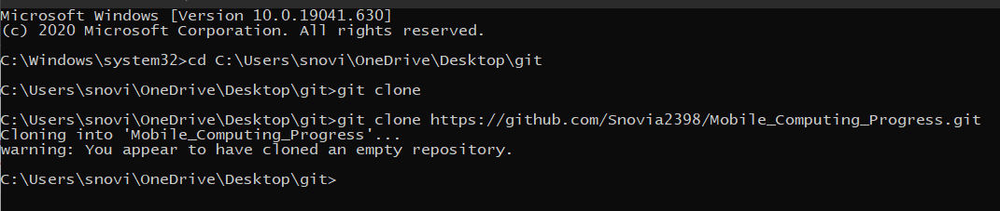 Microsoft Windows [Version 10.0.19041.630]
(c) 2020 Microsoft Corporation. All rights reserved.
C:\Windows\system32>cd C:\Users\snovi\OneDrive\Desktop\git
C:\Users\snovi\OneDrive\Desktop\git>git clone
C:\Users\snovi\OneDrive\Desktop\git>git clone https://github.com/Snovia2398/Mobile_Computing_Progress.git
Cloning into 'Mobile_Computing_Progress'...
warning: You appear to have cloned an empty repository.
C:\Users\snovi\OneDrive\Desktop\git>